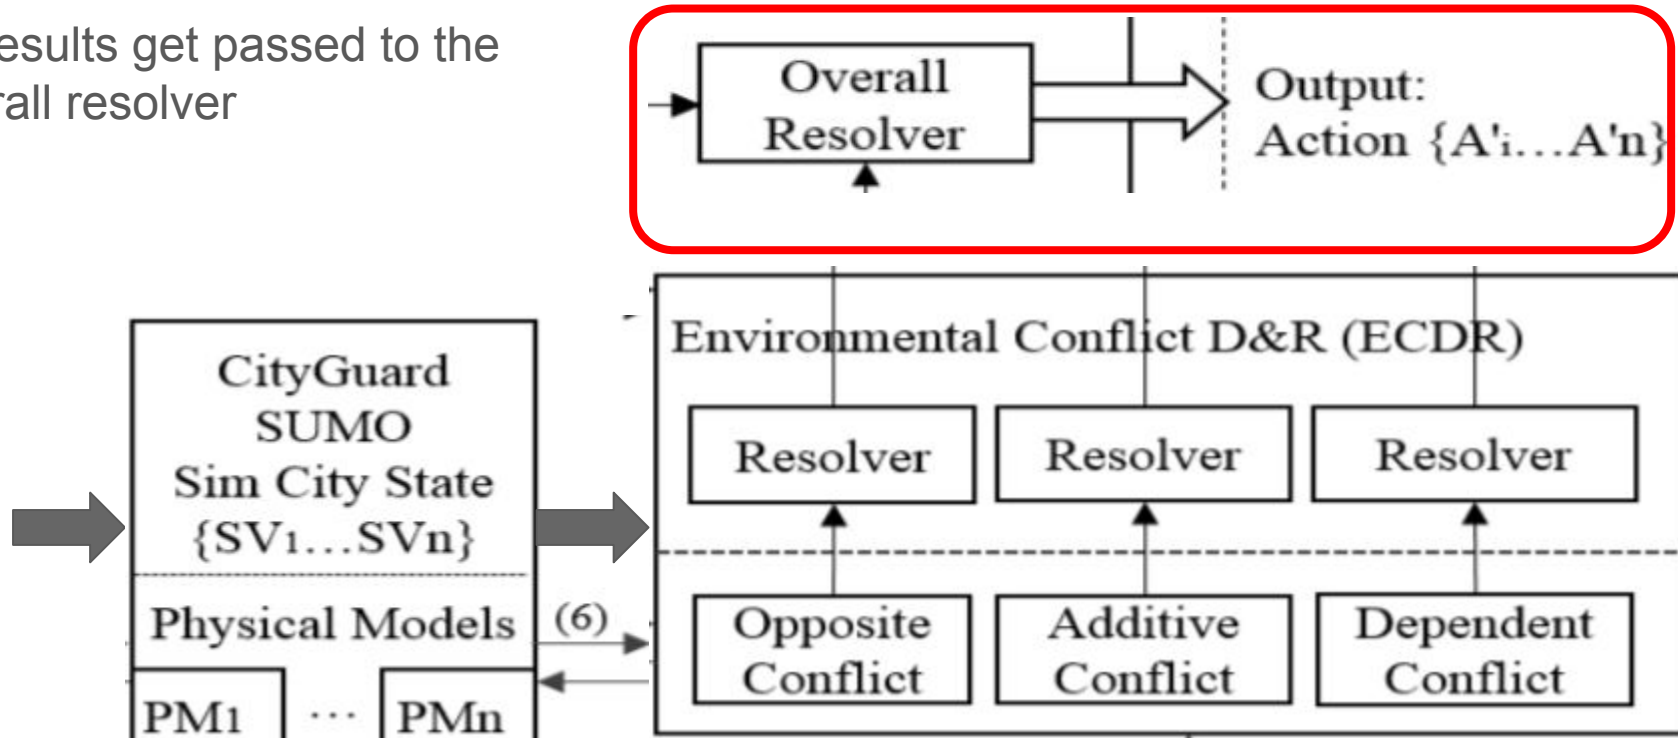 esults get passed to the
rall resolver
Overall
Resolver
Output:
Action {A'i...A'n}
CityGuard
SUMO
Sim City State
{SV1...SVn}
Physical Models
(6)
PM1 ... PMn
Environmental Conflict D&R (ECDR)
Resolver Resolver Resolver
Opposite
Conflict
Additive
Conflict
Dependent
Conflict